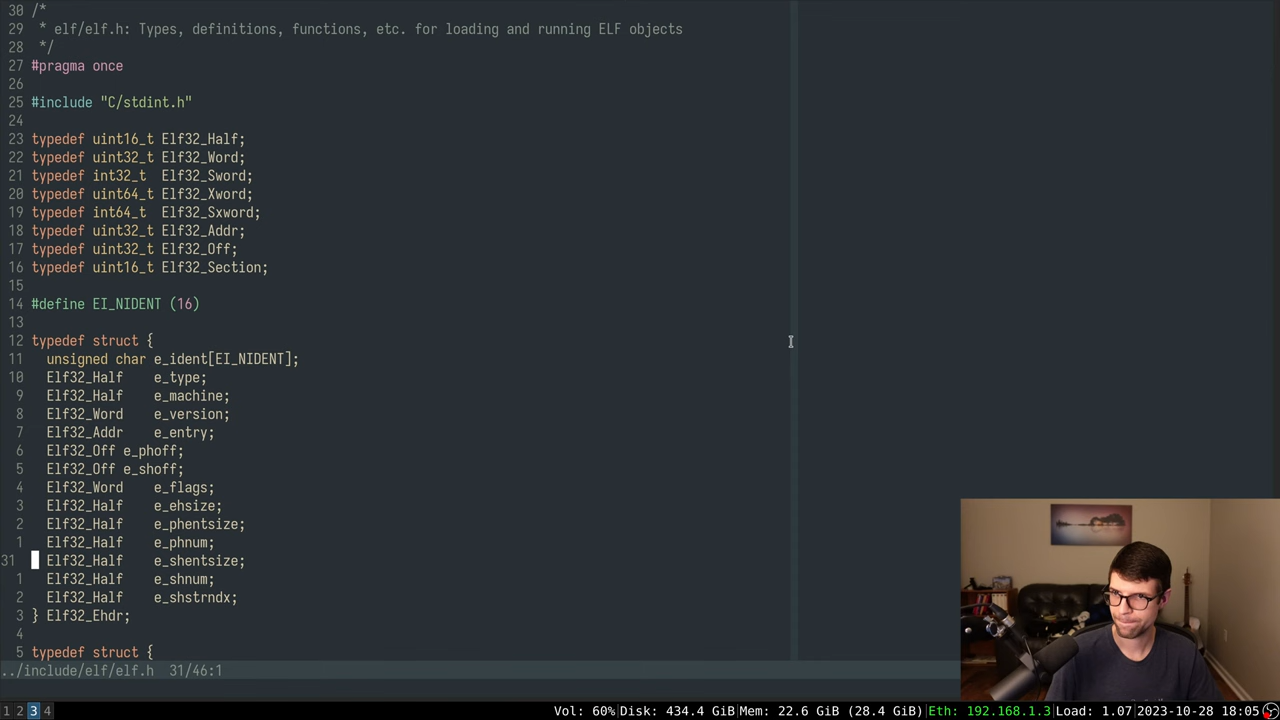 30 /*
29  * elf/elf.h: Types, definitions, functions, etc. for loading and running ELF objects
28  */
27 #pragma once
26
25 #include "C/stdint.h"
24
23 typedef uint16_t Elf32_Half;
22 typedef uint32_t Elf32_Word;
21 typedef int32_t  Elf32_Sword;
20 typedef uint64_t Elf32_Xword;
19 typedef int64_t  Elf32_Sxword;
18 typedef uint32_t Elf32_Addr;
17 typedef uint32_t Elf32_Off;
16 typedef uint16_t Elf32_Section;
15
14 #define EI_NIDENT (16)
13
12 typedef struct {
11   unsigned char e_ident[EI_NIDENT];
10   Elf32_Half    e_type;
9   Elf32_Half    e_machine;
8   Elf32_Word    e_version;
7   Elf32_Addr    e_entry;
6   Elf32_Off e_phoff;
5   Elf32_Off e_shoff;
4   Elf32_Word    e_flags;
3   Elf32_Half    e_ehsize;
2   Elf32_Half    e_phentsize;
1   Elf32_Half    e_phnum;
31   Elf32_Half    e_shentsize;
1   Elf32_Half    e_shnum;
2   Elf32_Half    e_shstrndx;
3 } Elf32_Ehdr;
4
5 typedef struct {
../include/elf/elf.h  31/46:1
1 2 3 4 Vol: 60% Disk: 434.4 GiB Mem: 22.6 GiB (28.4 GiB) Eth: 192.168.1.3 Load: 1.07 2023-10-28 18:05